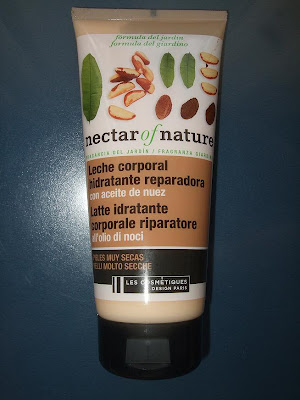 fórmula del jardín
formula del giardino
nectar of nature
FRAGANCIA DEL JARDÍN / FRAGRANZA
Leche corporal
hidratante reparadora
con aceite de nuez
Latte idratante
corporale riparatore
all'olio di noci
PIELES MUY SECAS
PELLI MOLTO SECCHE
LES COSMÉTIQUES
DESIGN PARIS